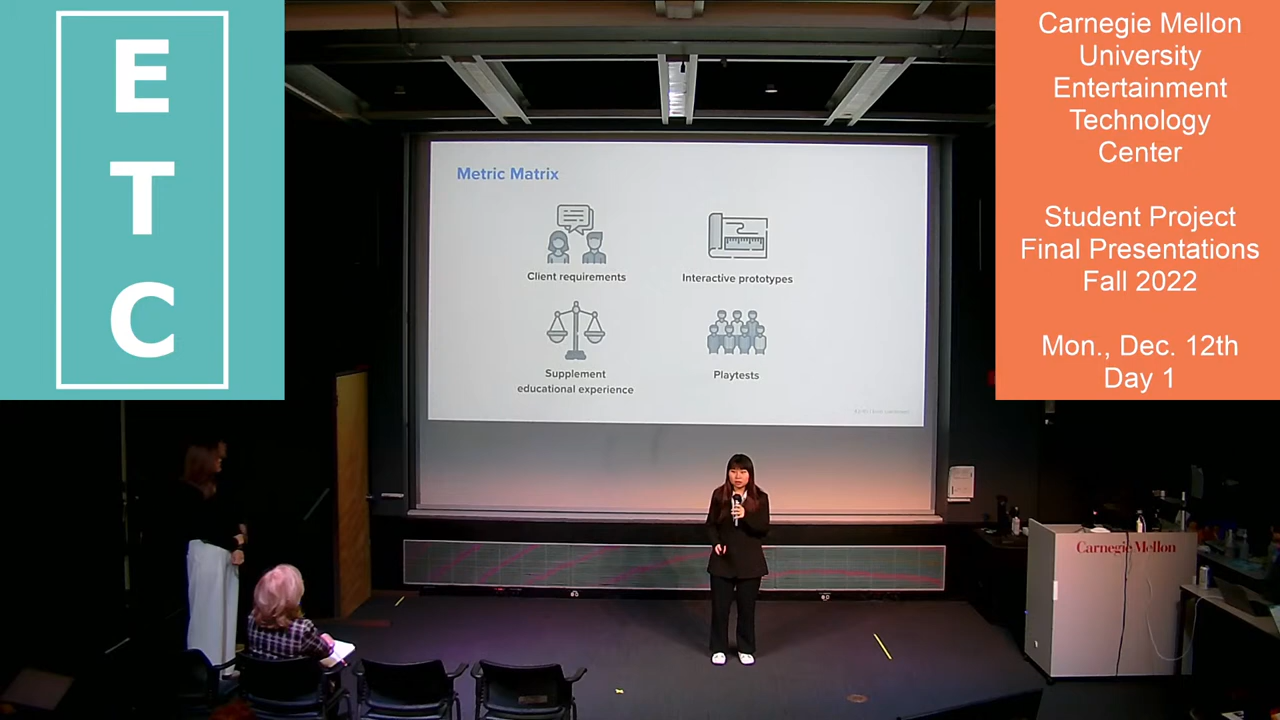 E
T
C
Carnegie Mellon
University
Entertainment
Technology
Center
Student Project
Final Presentations
Fall 2022
Mon., Dec. 12th
Day 1
Metric Matrix
Client requirements
Interactive prototypes
Supplement
educational experience
Playtests
Carnegie Mellon